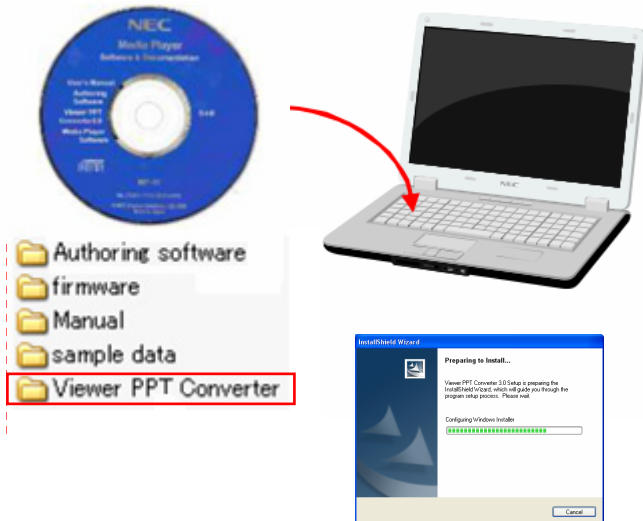 NEC
Media Player
Software & Documentation
User's Manual
Authoring
Software
Viewer PPT
Media Player
Software
Authoring software
firmware
Manual
sample data
Viewer PPT Converter
NEC
InstallShield Wizard
Preparing to Install...
Viewer PPT Converter 3.0 Setup is preparing the
InstallShield Wizard, which will guide you through the
program setup process. Please wait.
Configuring Windows Installer
Cancel